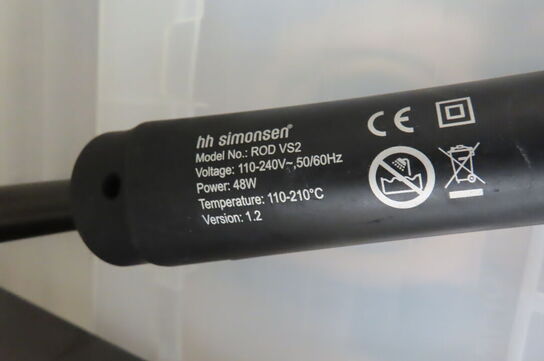 hh simonsen®
Model No.: ROD VS2
Voltage: 110-240V~,50/60Hz
Power: 48W
Temperature: 110-210°C
Version: 1.2
CE